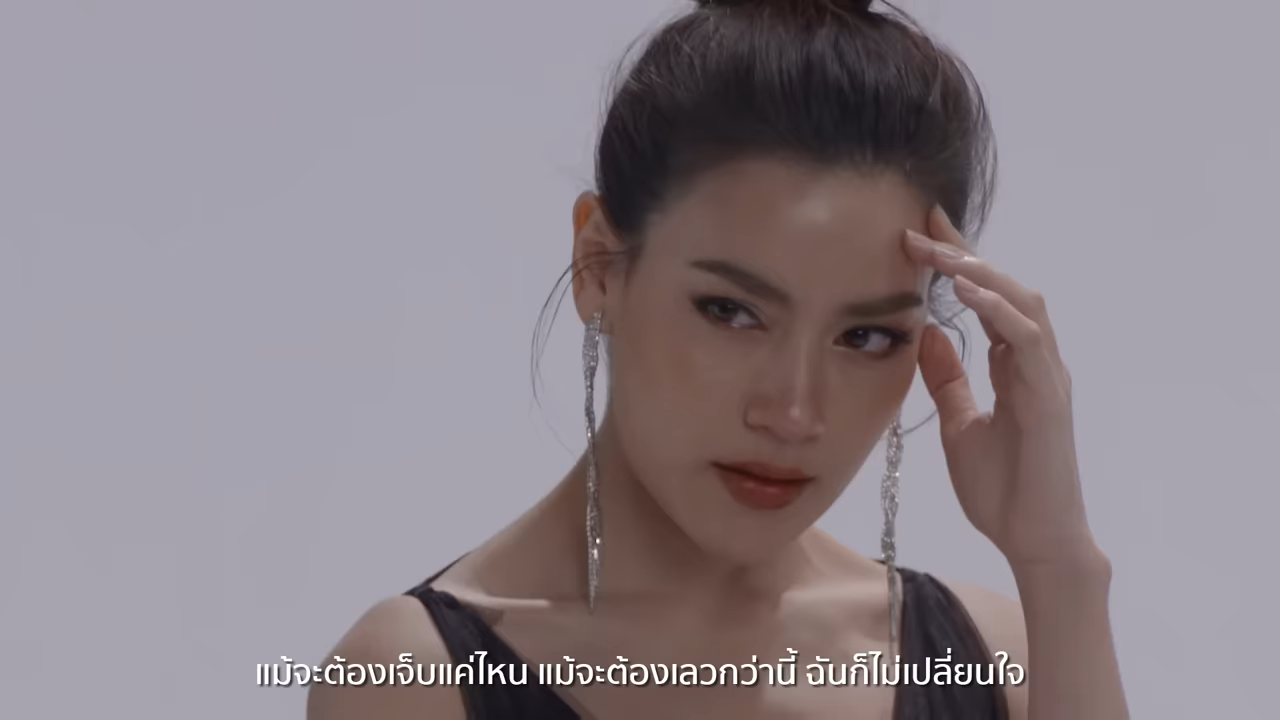 แม้จะต้องเจ็บแค่ไหน แม้จะต้องเลวกว่านี้ ฉันก็ไม่เปลี่ยนใจ